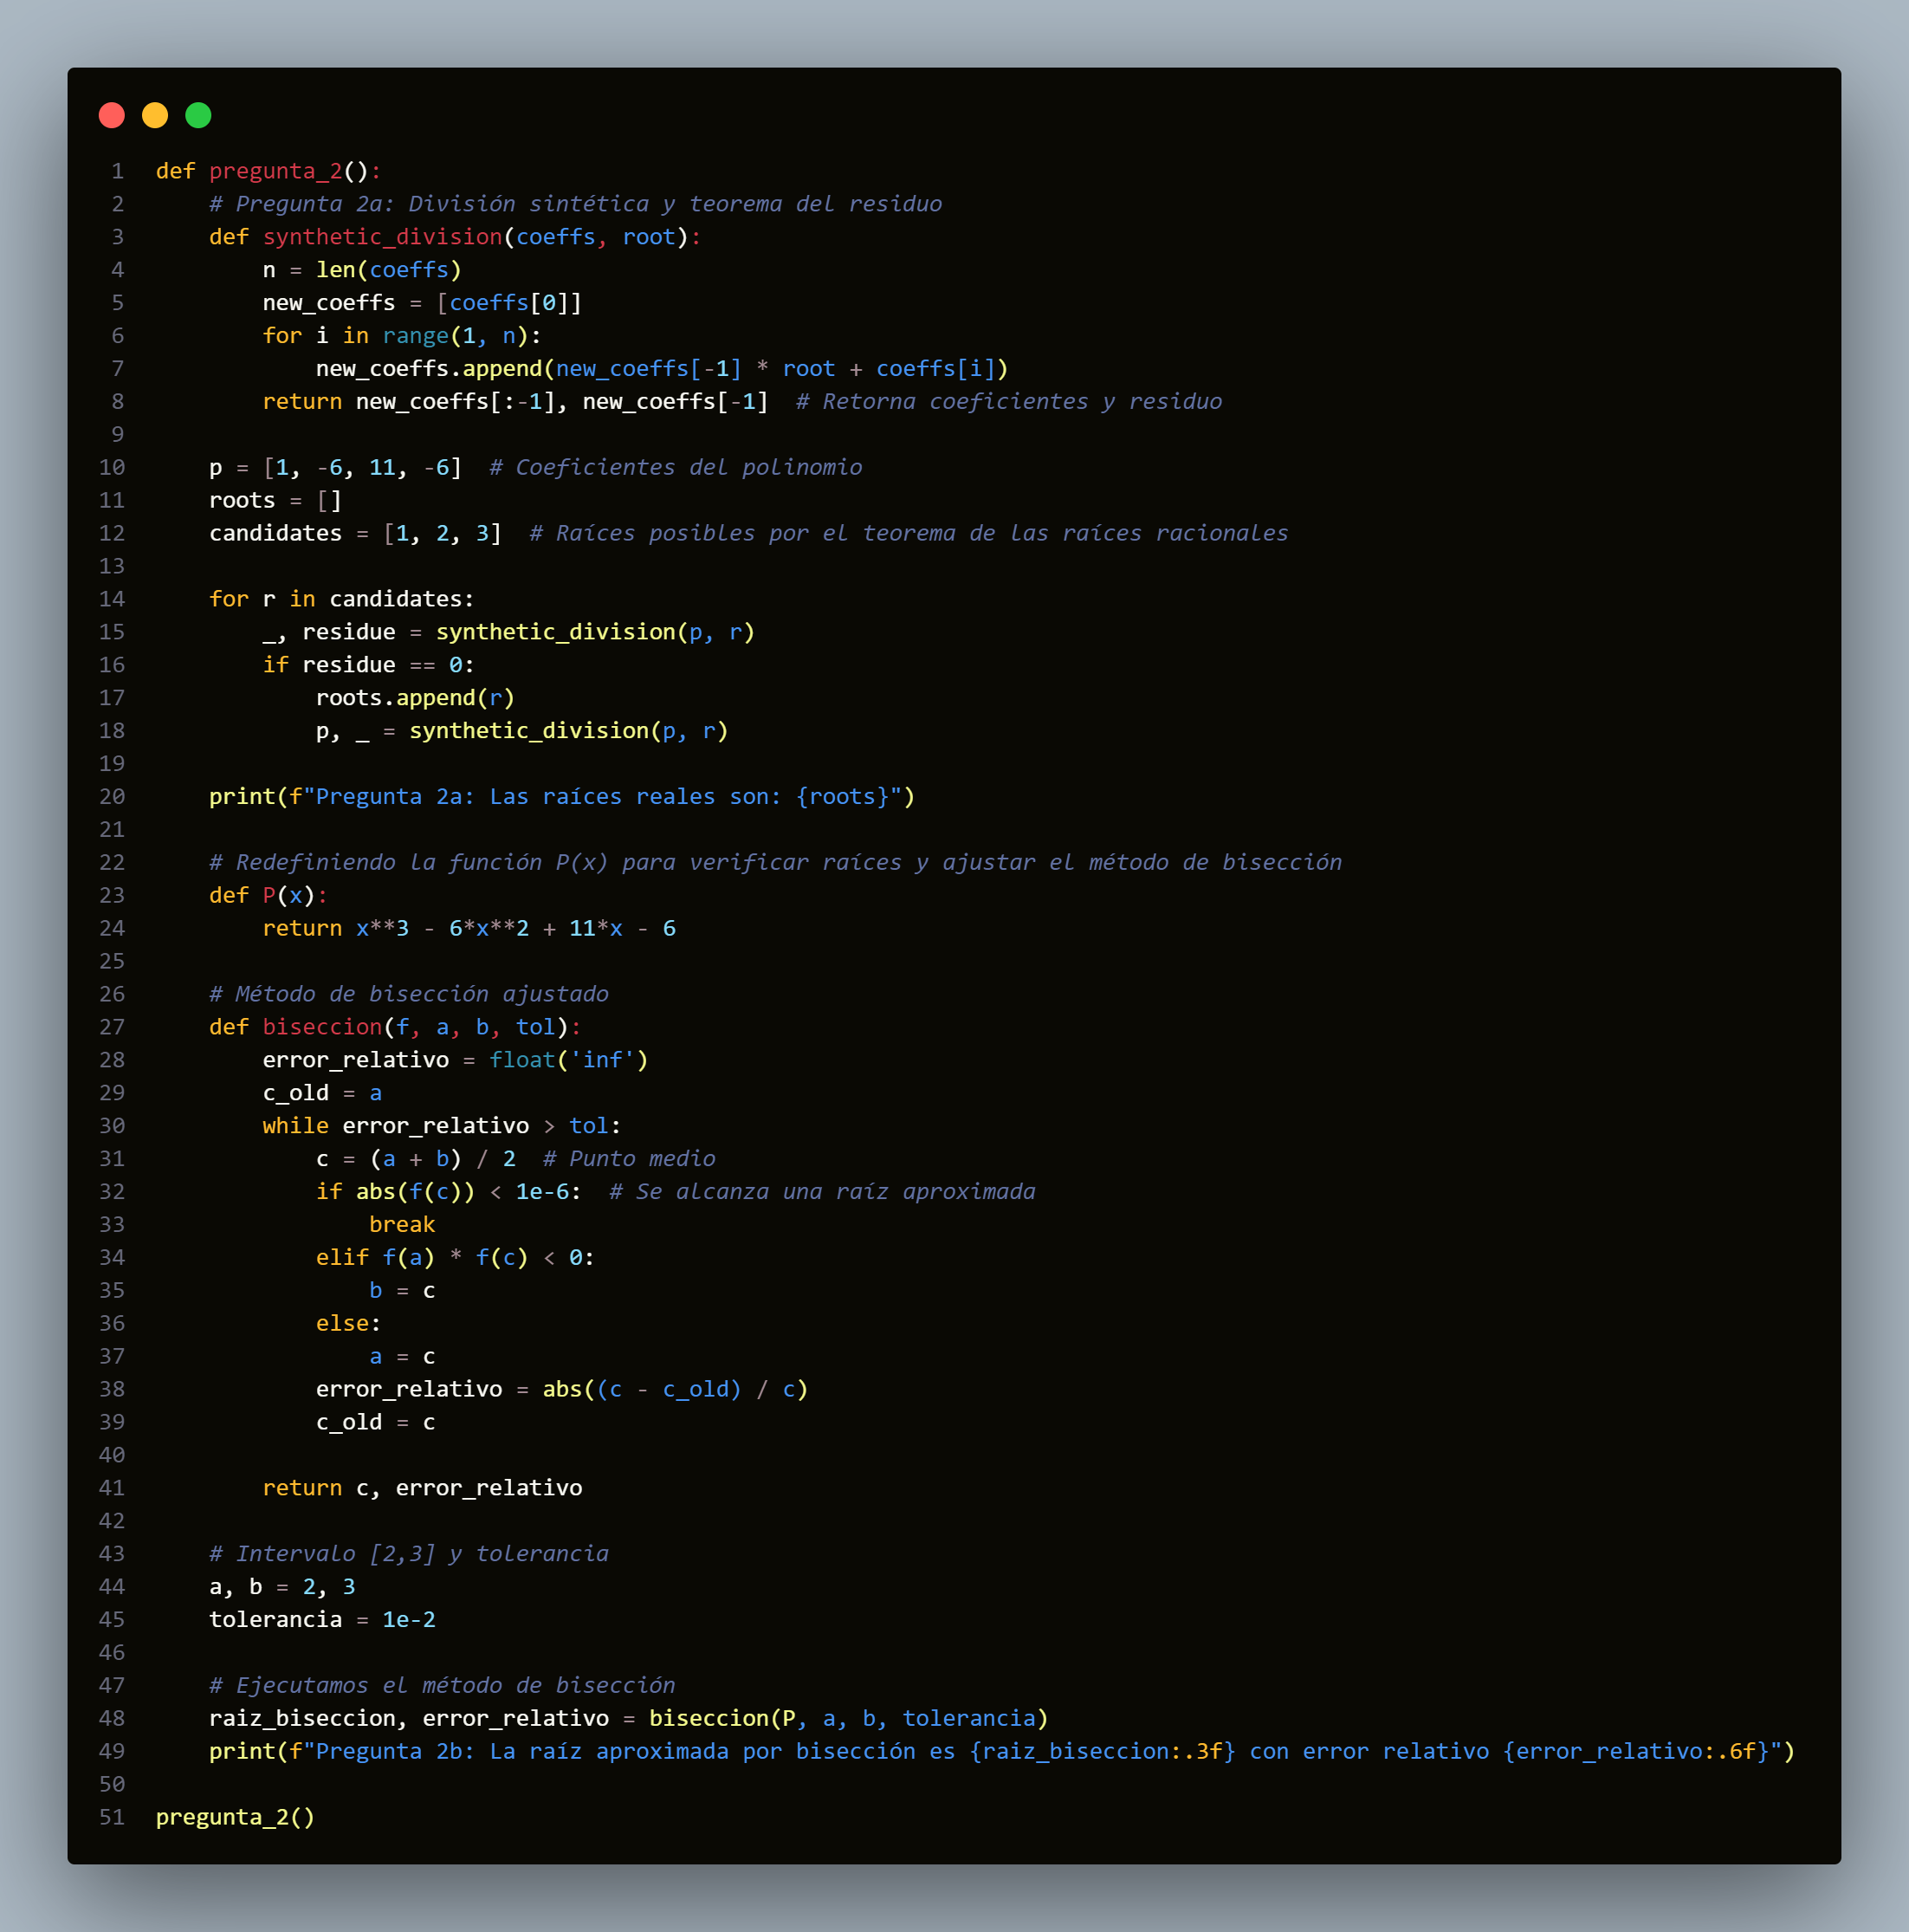 1 def pregunta_2():
2     # Pregunta 2a: División sintética y teorema del residuo
3     def synthetic_division(coeffs, root):
4         n = len(coeffs)
5         new_coeffs = [coeffs[0]]
6         for i in range(1, n):
7             new_coeffs.append(new_coeffs[-1] * root + coeffs[i])
8         return new_coeffs[:-1], new_coeffs[-1]  # Retorna coeficientes y residuo
9
10     p = [1, -6, 11, -6]  # Coeficientes del polinomio
11     roots = []
12     candidates = [1, 2, 3]  # Raíces posibles por el teorema de las raíces racionales
13
14     for r in candidates:
15         _, residue = synthetic_division(p, r)
16         if residue == 0:
17             roots.append(r)
18             p, _ = synthetic_division(p, r)
19
20     print(f"Pregunta 2a: Las raíces reales son: {roots}")
21
22     # Redefiniendo la función P(x) para verificar raíces y ajustar el método de bisección
23     def P(x):
24         return x**3 - 6*x**2 + 11*x - 6
25
26     # Método de bisección ajustado
27     def biseccion(f, a, b, tol):
28         error_relativo = float('inf')
29         c_old = a
30         while error_relativo > tol:
31             c = (a + b) / 2  # Punto medio
32             if abs(f(c)) < 1e-6:  # Se alcanza una raíz aproximada
33                 break
34             elif f(a) * f(c) < 0:
35                 b = c
36             else:
37                 a = c
38             error_relativo = abs((c - c_old) / c)
39             c_old = c
40
41         return c, error_relativo
42
43     # Intervalo [2,3] y tolerancia
44     a, b = 2, 3
45     tolerancia = 1e-2
46
47     # Ejecutamos el método de bisección
48     raiz_biseccion, error_relativo = biseccion(P, a, b, tolerancia)
49     print(f"Pregunta 2b: La raíz aproximada por bisección es {raiz_biseccion:.3f} con error relativo {error_relativo:.6f}")
50
51 pregunta_2()